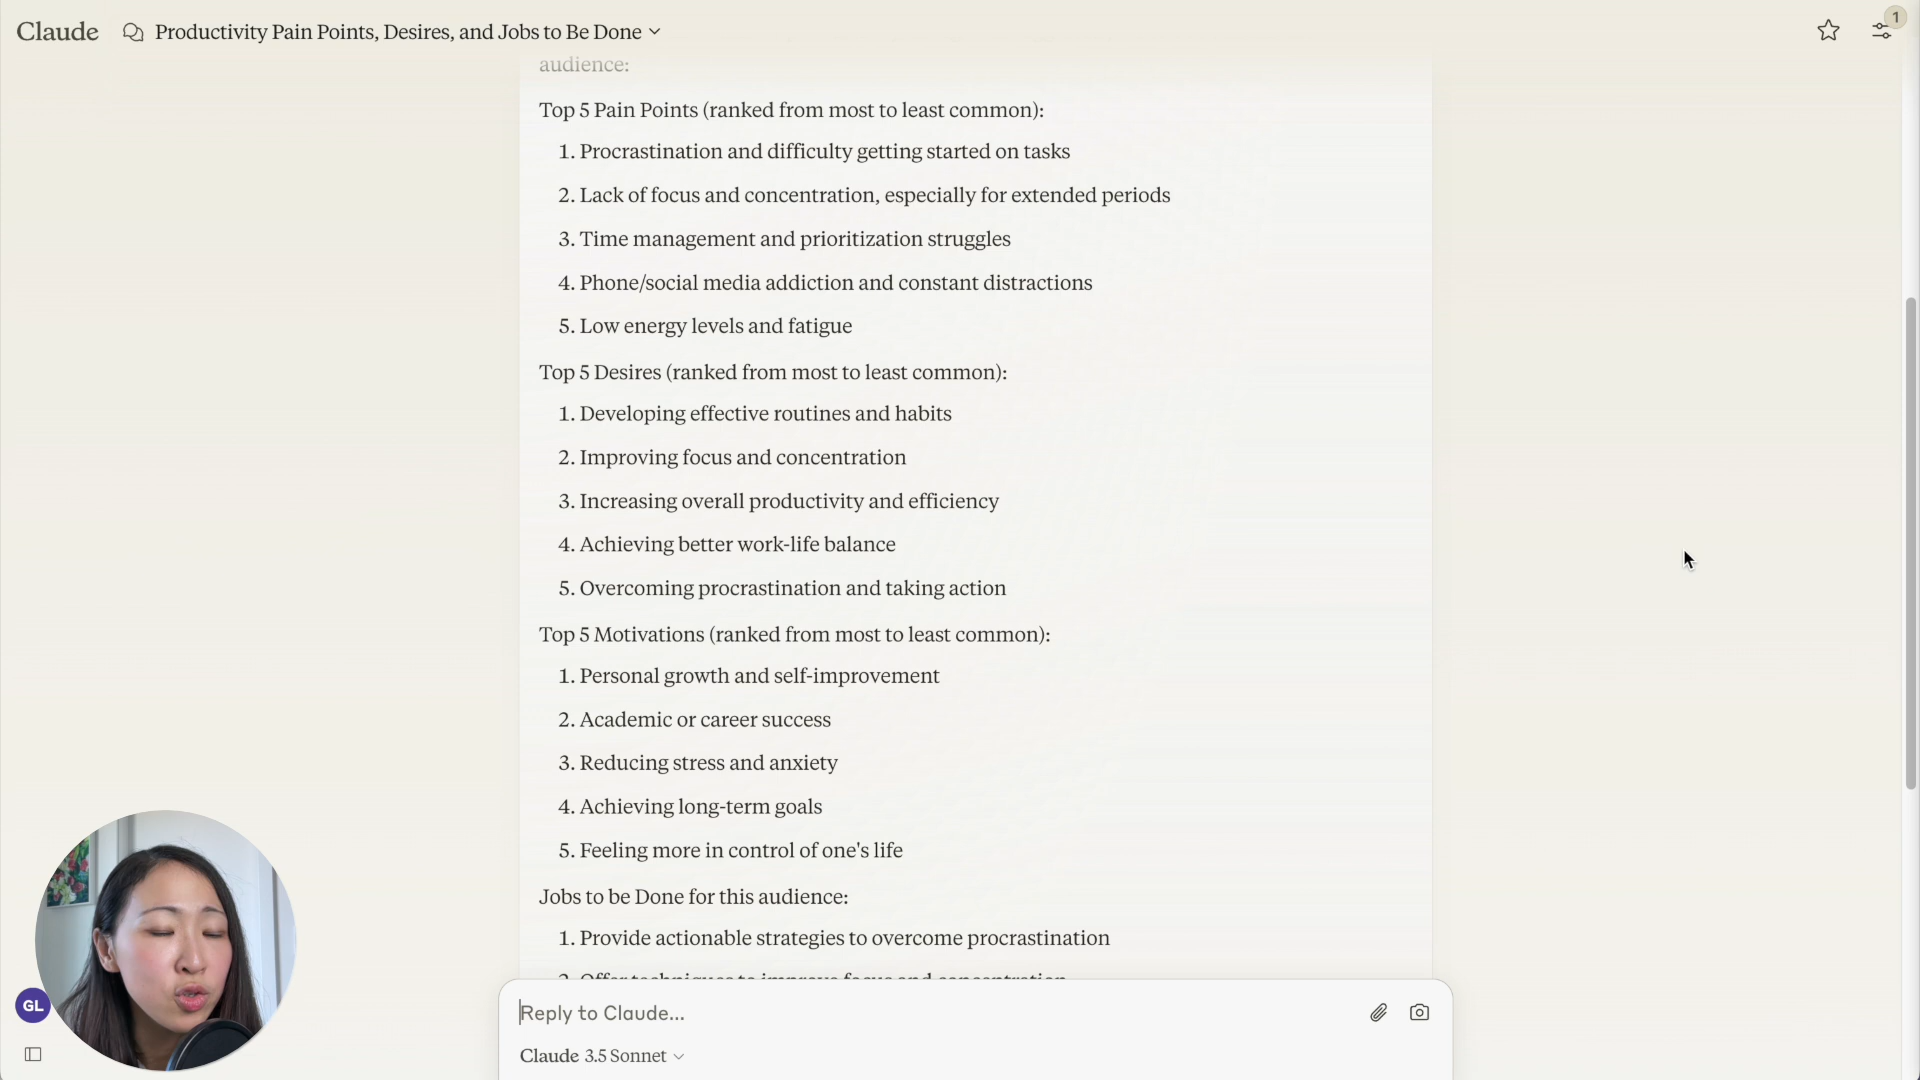 Claude
Productivity Pain Points, Desires, and Jobs to Be Done
1
audience:
Top 5 Pain Points (ranked from most to least common):
1. Procrastination and difficulty getting started on tasks
2. Lack of focus and concentration, especially for extended periods
3. Time management and prioritization struggles
4. Phone/social media addiction and constant distractions
5. Low energy levels and fatigue
Top 5 Desires (ranked from most to least common):
1. Developing effective routines and habits
2. Improving focus and concentration
3. Increasing overall productivity and efficiency
4. Achieving better work-life balance
5. Overcoming procrastination and taking action
Top 5 Motivations (ranked from most to least common):
1. Personal growth and self-improvement
2. Academic or career success
3. Reducing stress and anxiety
4. Achieving long-term goals
5. Feeling more in control of one's life
Jobs to be Done for this audience:
1. Provide actionable strategies to overcome procrastination
2. Offer techniques to improve focus and concentration
GL
Reply to Claude...
Claude 3.5 Sonnet